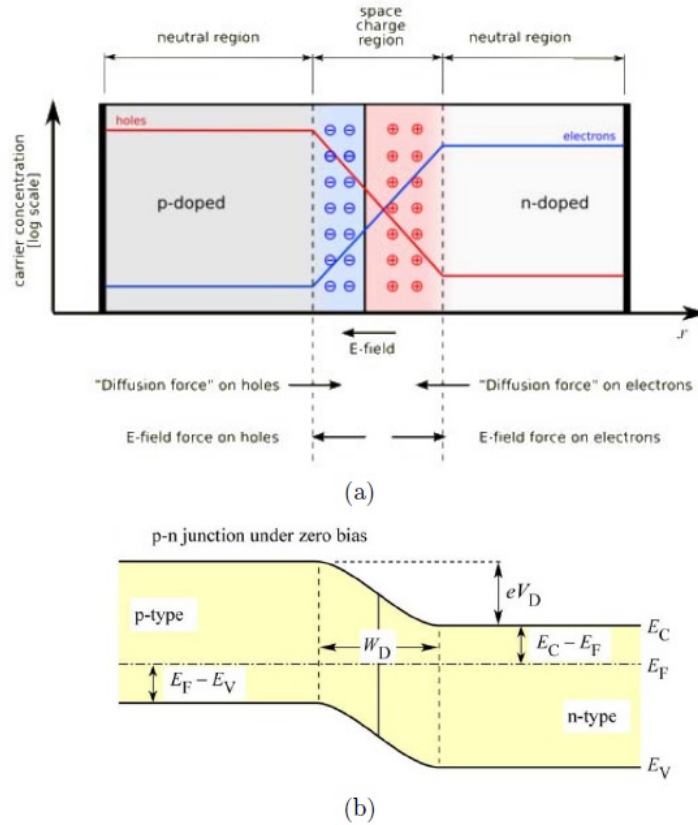 space
charge
region
neutral region
neutral region
holes
electrons
p-doped
n-doped
carrier concentration
[log scale]
⊖ ⊖ ⊕ ⊕
⊖ ⊖ ⊕ ⊕
⊖ ⊖ ⊕ ⊕
⊖ ⊖ ⊕ ⊕
⊖ ⊖ ⊕ ⊕
⊖ ⊖ ⊕ ⊕
⊖ ⊖ ⊕ ⊕
E-field
x
"Diffusion force" on holes
"Diffusion force" on electrons
E-field force on holes
E-field force on electrons
(a)
p-n junction under zero bias
eV_D
p-type
E_C
W_D
E_C – E_F
E_F
E_F – E_V
n-type
E_V
(b)